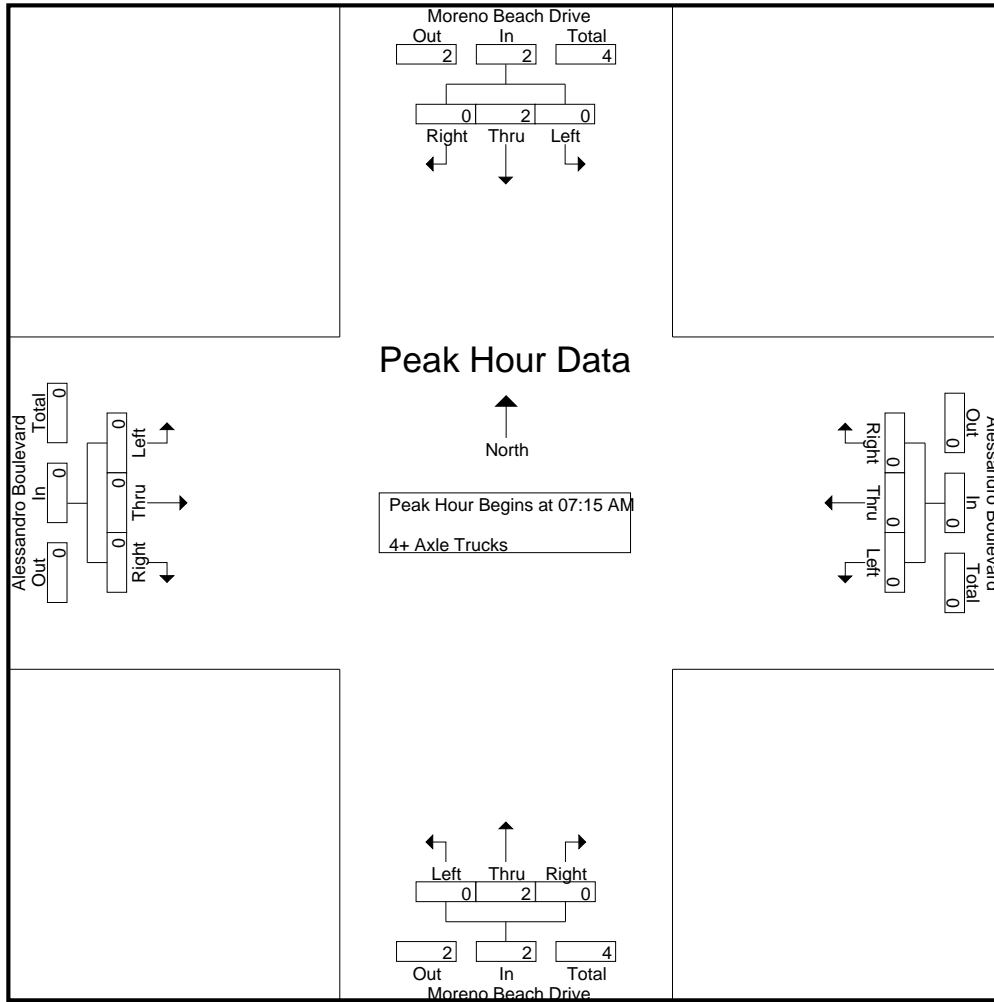 Moreno Beach Drive
Out In Total
2 2 4
0 2 0
Right Thru Left
Peak Hour Data
North
Peak Hour Begins at 07:15 AM
4+ Axle Trucks
Alessandro Boulevard
Out In Total
0 0 0
0 0 0
Right Thru Left
Alessandro Boulevard
Total In Out
0 0 0
0 0 0
Left Thru Right
Left Thru Right
0 2 0
2 2 4
Out In Total
Moreno Beach Drive